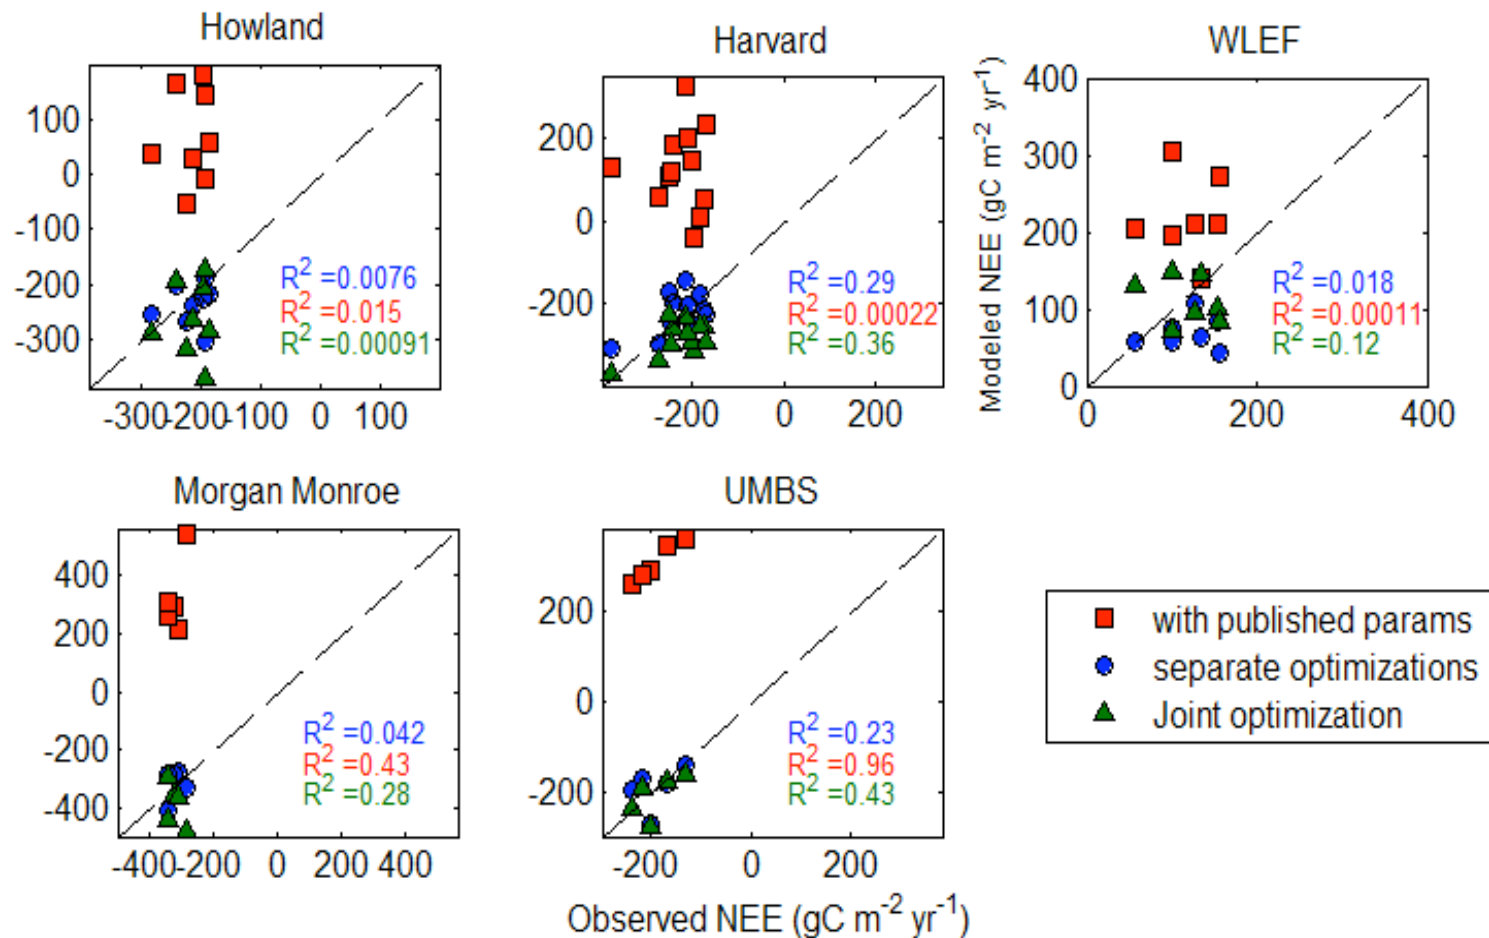 Howland
100
0
-100
-200
-300
-300
-200
-100
0
100
R² =0.0076
R² =0.015
R² =0.00091
Harvard
200
0
-200
-200
0
200
R² =0.29
R² =0.00022
R² =0.36
WLEF
Modeled NEE (gC m⁻² yr⁻¹)
400
300
200
100
0
0
200
400
R² =0.018
R² =0.00011
R² =0.12
Morgan Monroe
400
200
0
-200
-400
-400
-200
0
200
400
R² =0.042
R² =0.43
R² =0.28
UMBS
200
0
-200
-200
0
200
R² =0.23
R² =0.96
R² =0.43
Observed NEE (gC m⁻² yr⁻¹)
with published params
separate optimizations
Joint optimization